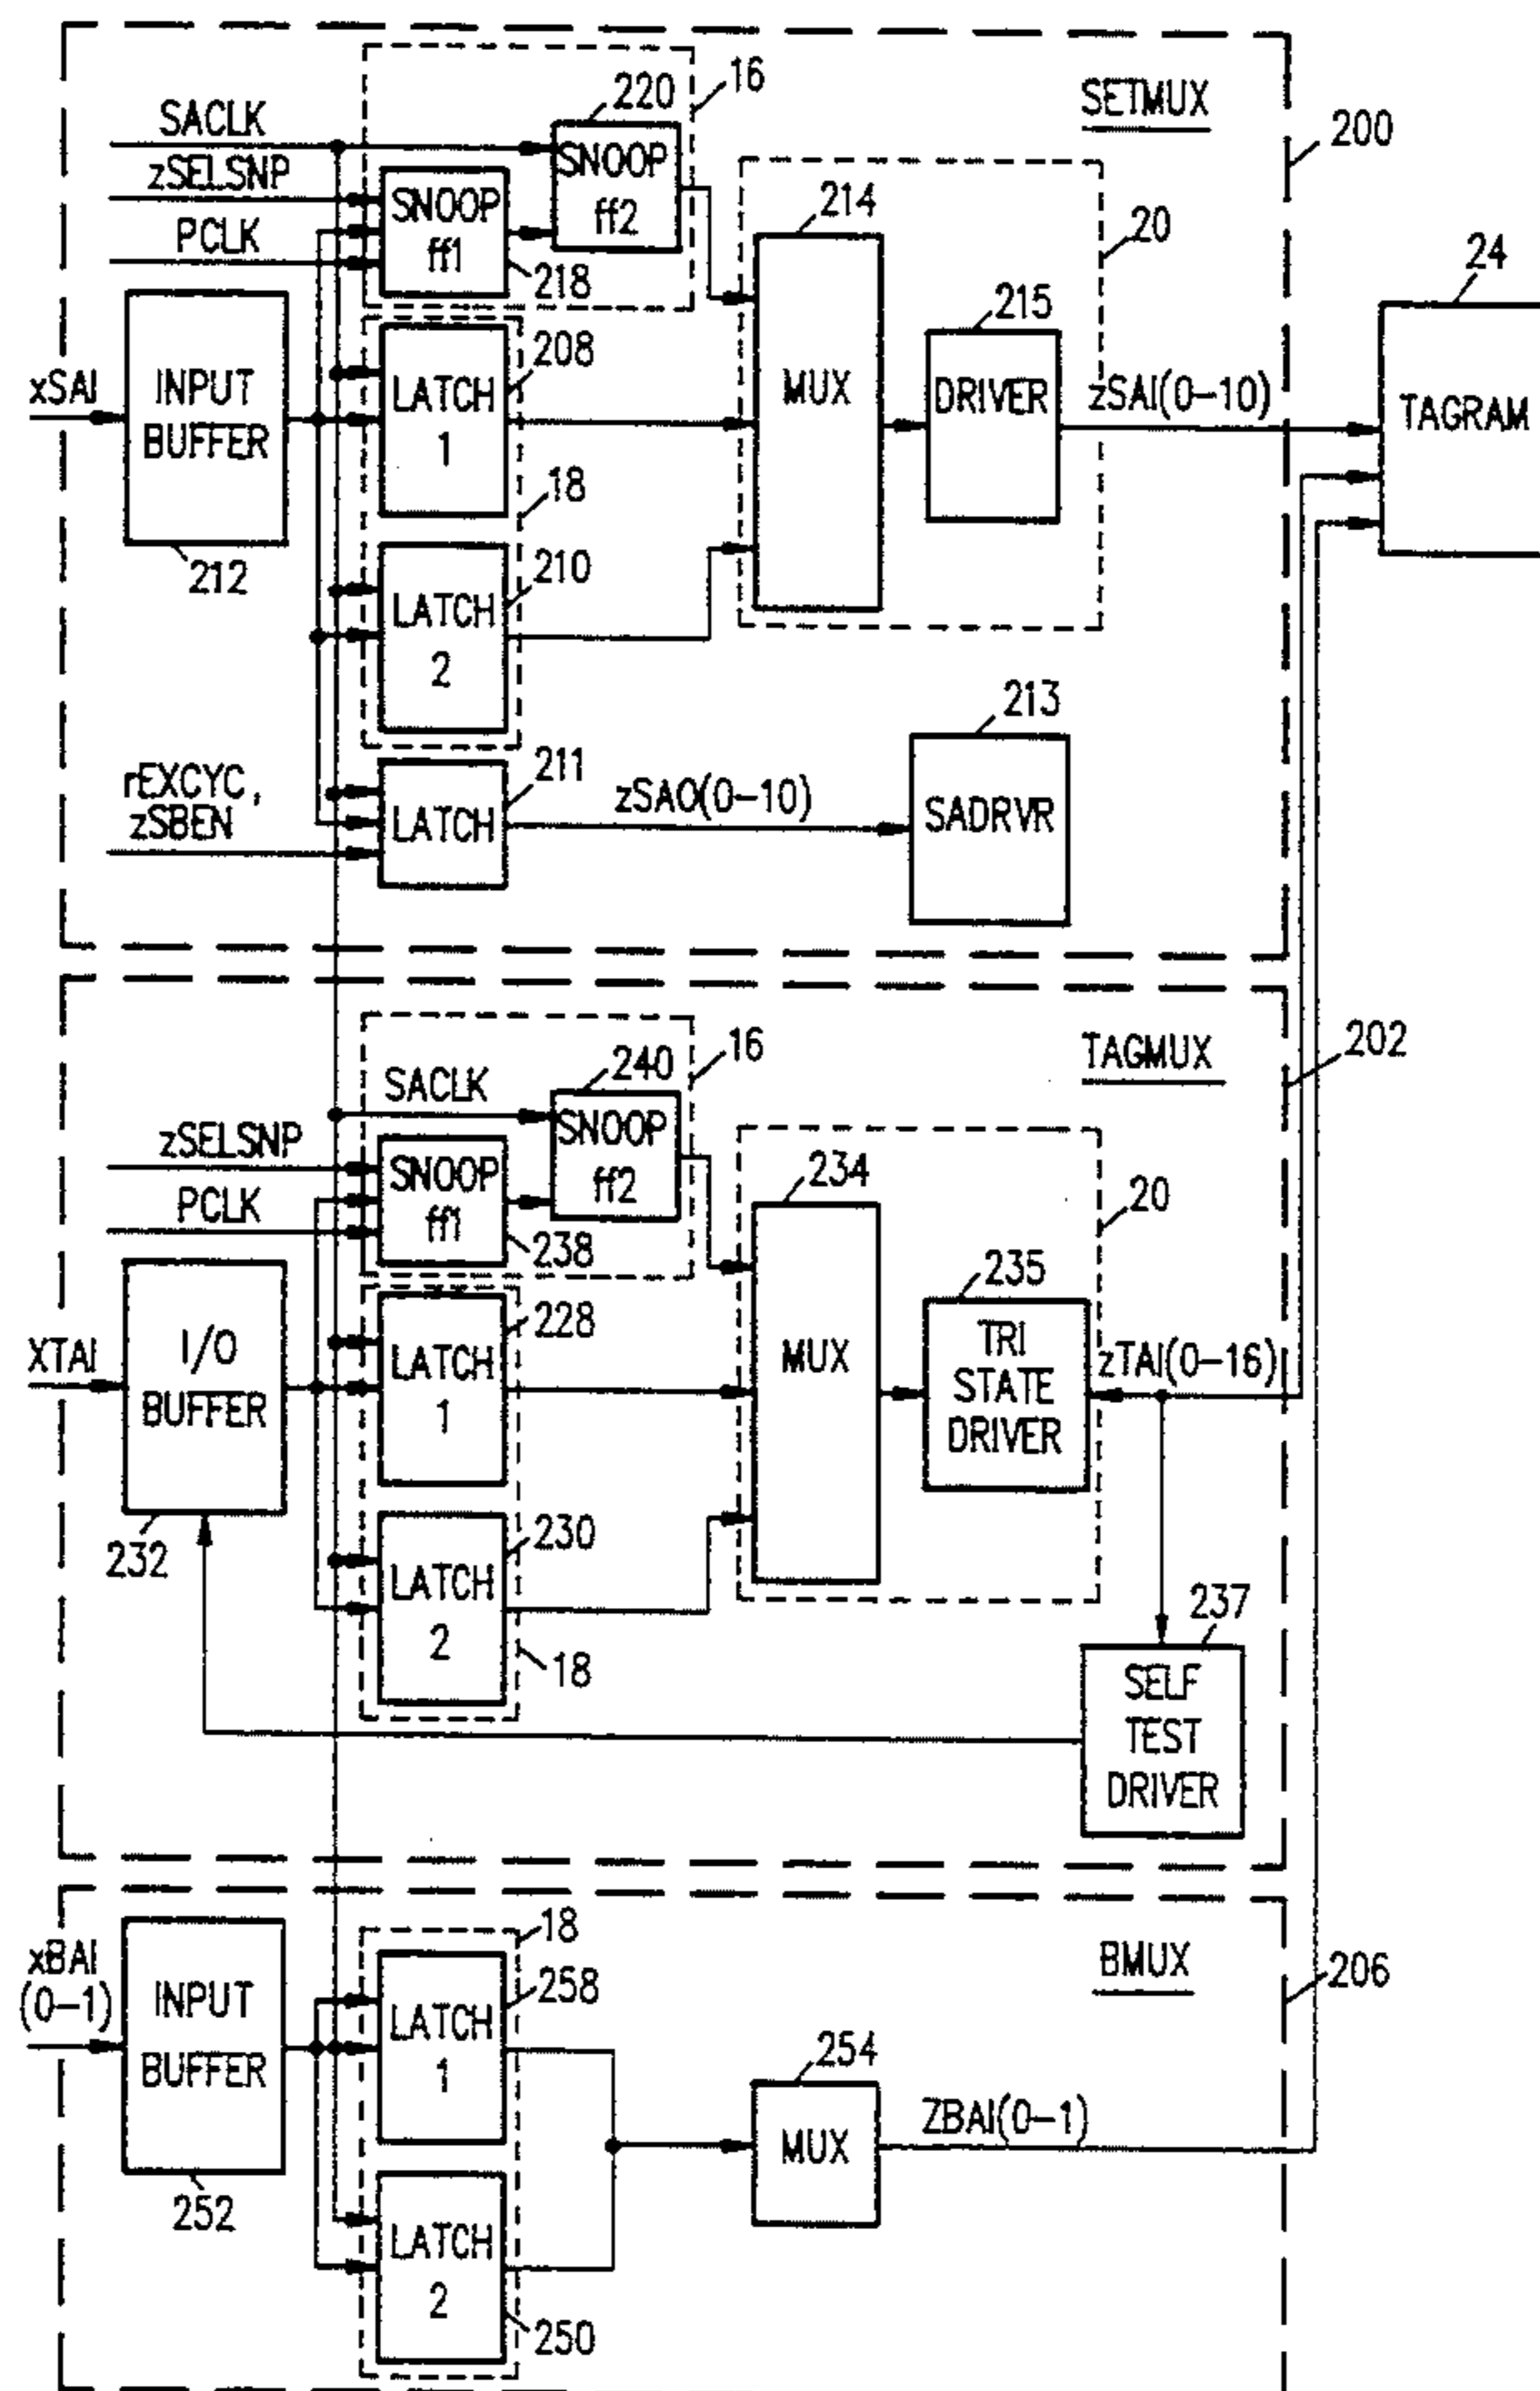 SETMUX
200
16
220
SACLK
zSELSNP
PCLK
SNOOP
ff2
SNOOP
ff1
218
214
20
24
MUX
215
DRIVER
zSAI(0-10)
TAGRAM
xSAI
INPUT
BUFFER
212
208
LATCH
1
18
210
LATCH
2
rEXCYC,
zSBEN
211
LATCH
zSAO(0-10)
213
SADRVR
TAGMUX
202
16
240
SACLK
zSELSNP
PCLK
SNOOP
ff2
SNOOP
ff1
238
234
20
MUX
235
TRI
STATE
DRIVER
zTAI(0-16)
XTAI
I/O
BUFFER
232
228
LATCH
1
230
LATCH
2
18
237
SELF
TEST
DRIVER
BMUX
206
18
xBAI
(0-1)
INPUT
BUFFER
252
258
LATCH
1
254
MUX
ZBAI(0-1)
LATCH
2
250